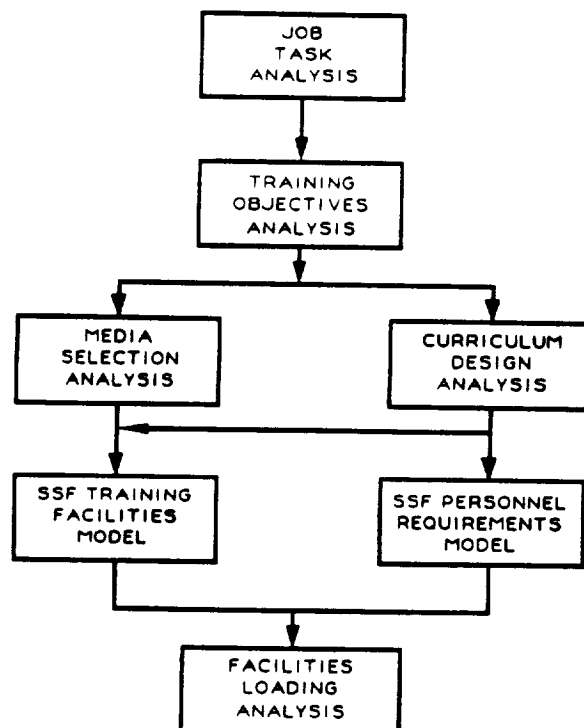 JOB
TASK
ANALYSIS
TRAINING
OBJECTIVES
ANALYSIS
MEDIA
SELECTION
ANALYSIS
CURRICULUM
DESIGN
ANALYSIS
SSF TRAINING
FACILITIES
MODEL
SSF PERSONNEL
REQUIREMENTS
MODEL
FACILITIES
LOADING
ANALYSIS